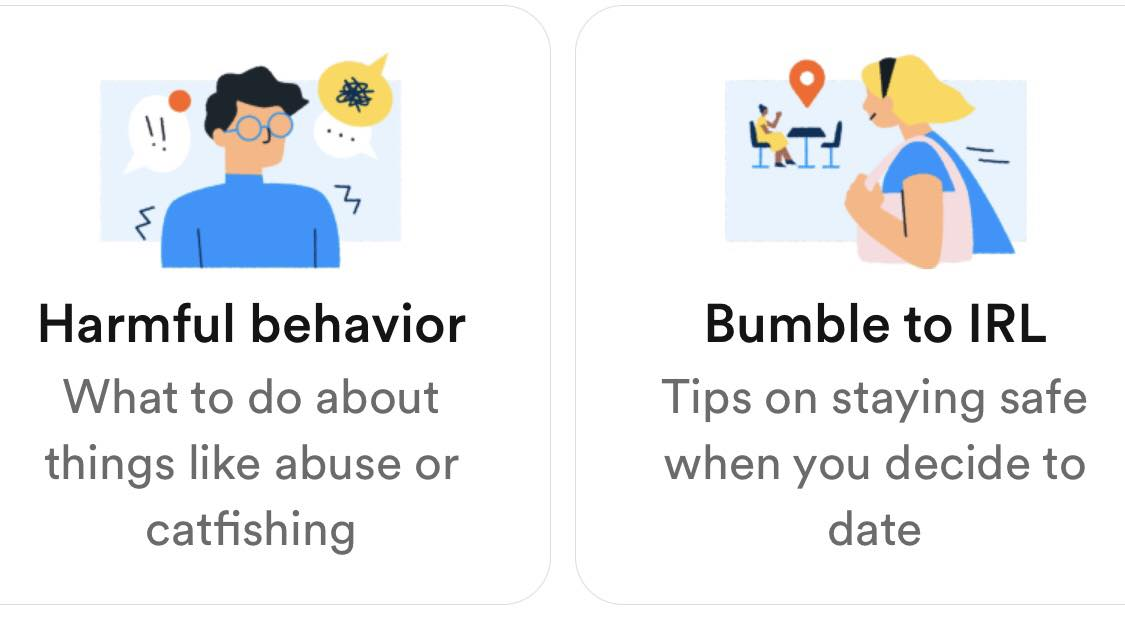 Harmful behavior
What to do about
things like abuse or
catfishing
Bumble to IRL
Tips on staying safe
when you decide to
date